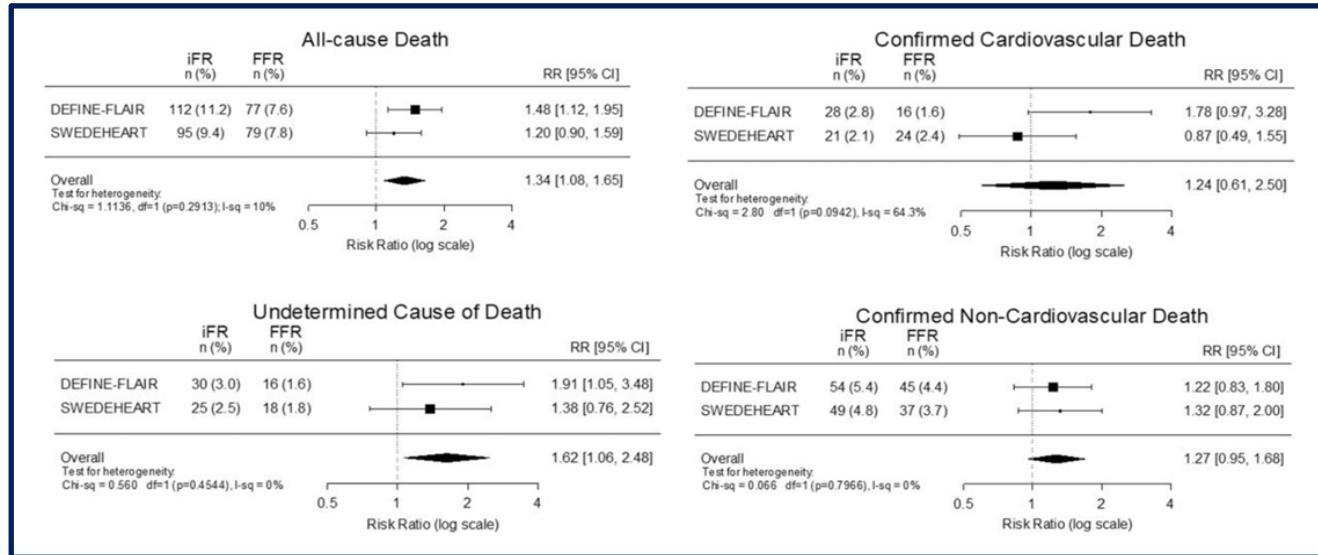 All-cause Death
iFR FFR
n (%) n (%) RR [95% CI]
DEFINE-FLAIR 112 (11.2) 77 (7.6) 1.48 [1.12, 1.95]
SWEDEHEART 95 (9.4) 79 (7.8) 1.20 [0.90, 1.59]
Overall 1.34 [1.08, 1.65]
Test for heterogeneity:
Chi-sq = 1.1136, df=1 (p=0.2913); I-sq = 10%
0.5 1 2 4
Risk Ratio (log scale)
Confirmed Cardiovascular Death
iFR FFR
n (%) n (%) RR [95% CI]
DEFINE-FLAIR 28 (2.8) 16 (1.6) 1.78 [0.97, 3.28]
SWEDEHEART 21 (2.1) 24 (2.4) 0.87 [0.49, 1.55]
Overall 1.24 [0.61, 2.50]
Test for heterogeneity:
Chi-sq = 2.80 df=1 (p=0.0942), I-sq = 64.3%
0.5 1 2 4
Risk Ratio (log scale)
Undetermined Cause of Death
iFR FFR
n (%) n (%) RR [95% CI]
DEFINE-FLAIR 30 (3.0) 16 (1.6) 1.91 [1.05, 3.48]
SWEDEHEART 25 (2.5) 18 (1.8) 1.38 [0.76, 2.52]
Overall 1.62 [1.06, 2.48]
Test for heterogeneity:
Chi-sq = 0.560 df=1 (p=0.4544), I-sq = 0%
0.5 1 2 4
Risk Ratio (log scale)
Confirmed Non-Cardiovascular Death
iFR FFR
n (%) n (%) RR [95% CI]
DEFINE-FLAIR 54 (5.4) 45 (4.4) 1.22 [0.83, 1.80]
SWEDEHEART 49 (4.8) 37 (3.7) 1.32 [0.87, 2.00]
Overall 1.27 [0.95, 1.68]
Test for heterogeneity:
Chi-sq = 0.066 df=1 (p=0.7966), I-sq = 0%
0.5 1 2 4
Risk Ratio (log scale)